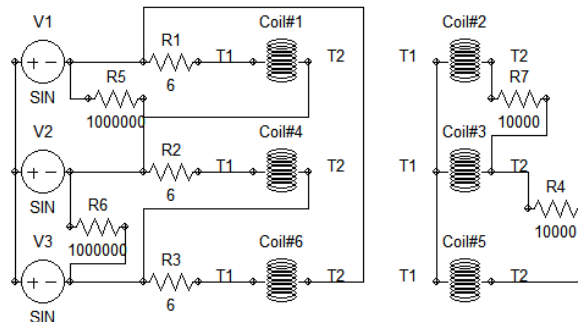 V1 R1 T1 Coil#1 T2 T1 Coil#2 T2
SIN R5 6 R7
1000000 10000
V2 R2 T1 Coil#4 T2 T1 Coil#3 T2
SIN R6 6 R4
1000000 10000
V3 R3 T1 Coil#6 T2 T1 Coil#5 T2
SIN 6